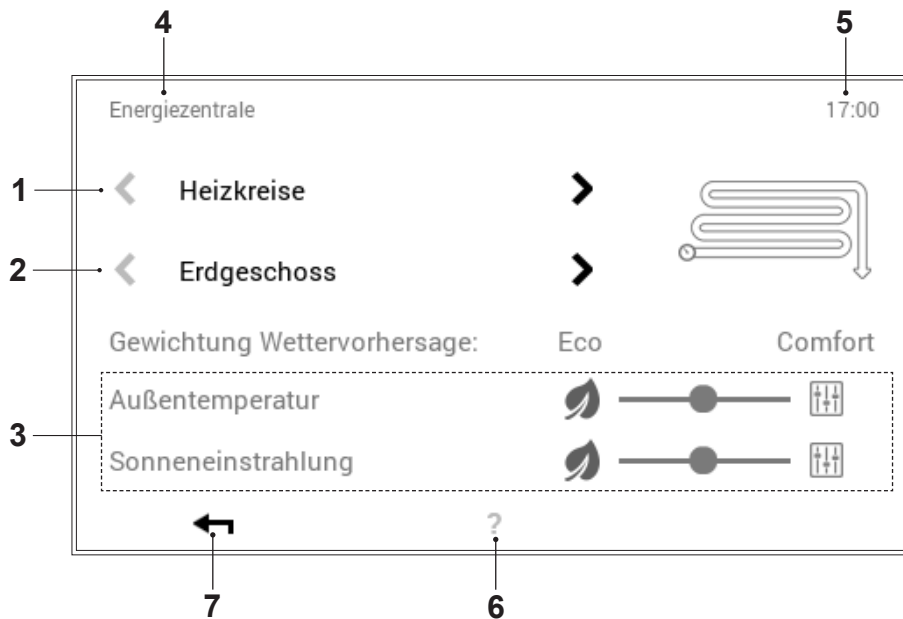 4 5
Energiezentrale 17:00
1 Heizkreise
2 Erdgeschoss
Gewichtung Wettervorhersage: Eco Comfort
Außentemperatur
3
Sonneneinstrahlung
?
7 6